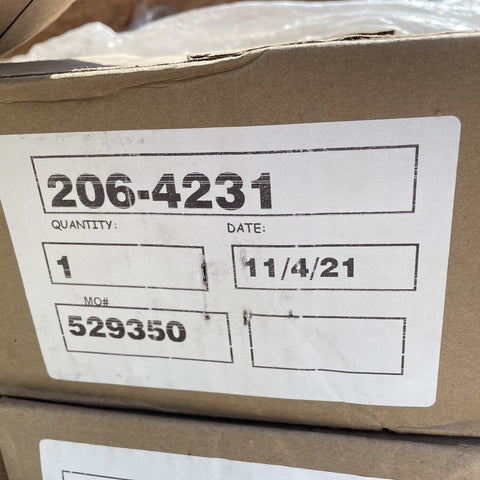 206-4231
QUANTITY: DATE:
1 11/4/21
MO#
529350